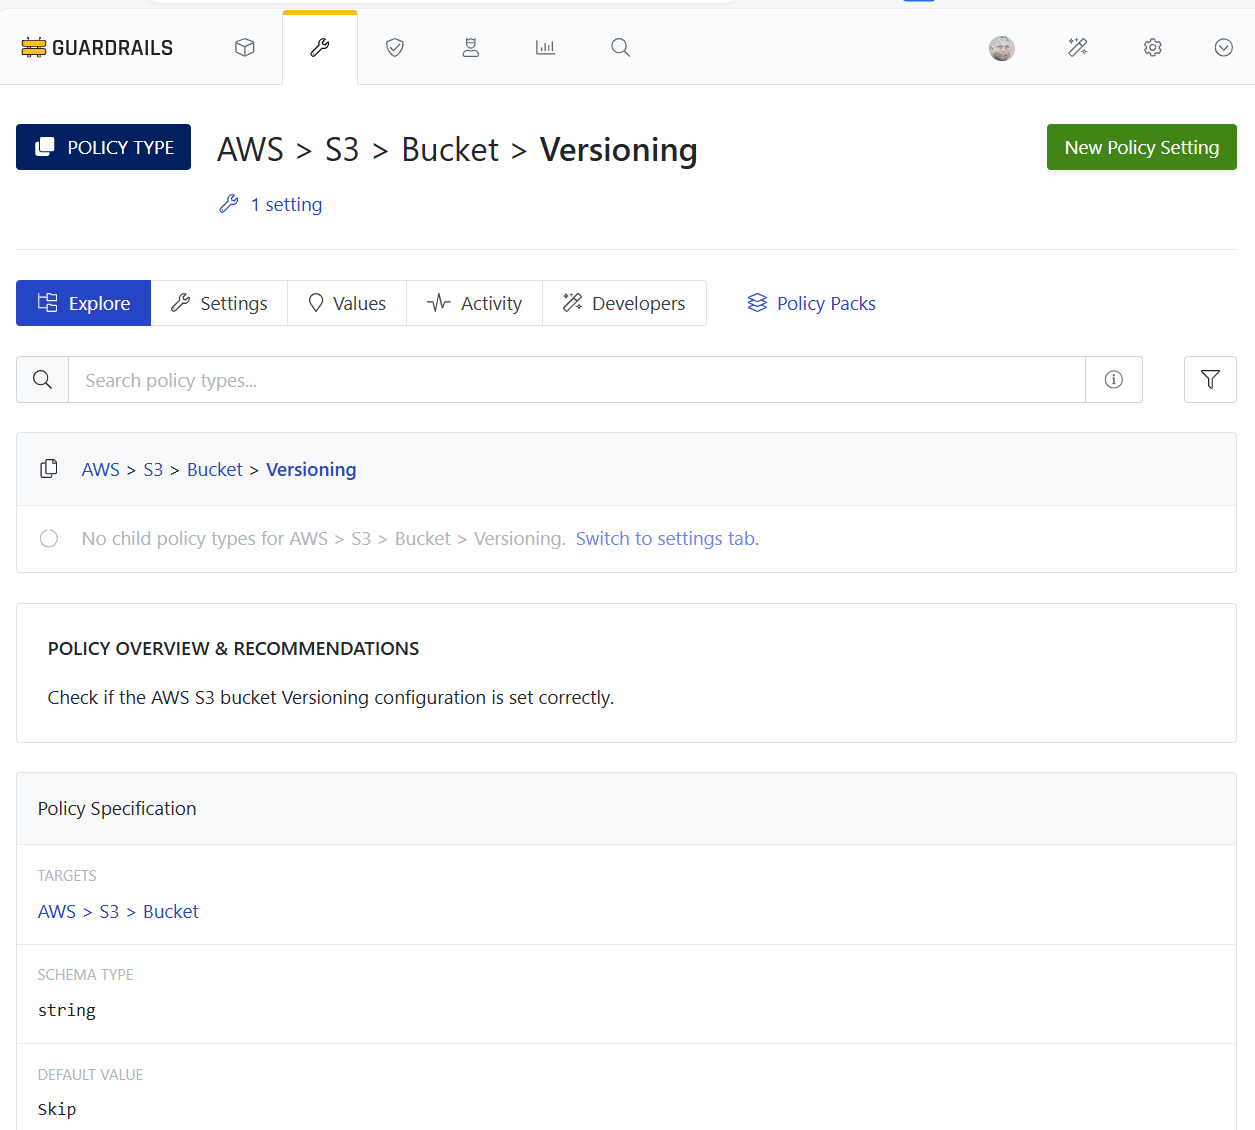 GUARDRAILS
POLICY TYPE
AWS > S3 > Bucket > Versioning
New Policy Setting
1 setting
Explore
Settings
Values
Activity
Developers
Policy Packs
Search policy types...
AWS > S3 > Bucket > Versioning
No child policy types for AWS > S3 > Bucket > Versioning. Switch to settings tab.
POLICY OVERVIEW & RECOMMENDATIONS
Check if the AWS S3 bucket Versioning configuration is set correctly.
Policy Specification
TARGETS
AWS > S3 > Bucket
SCHEMA TYPE
string
DEFAULT VALUE
Skip